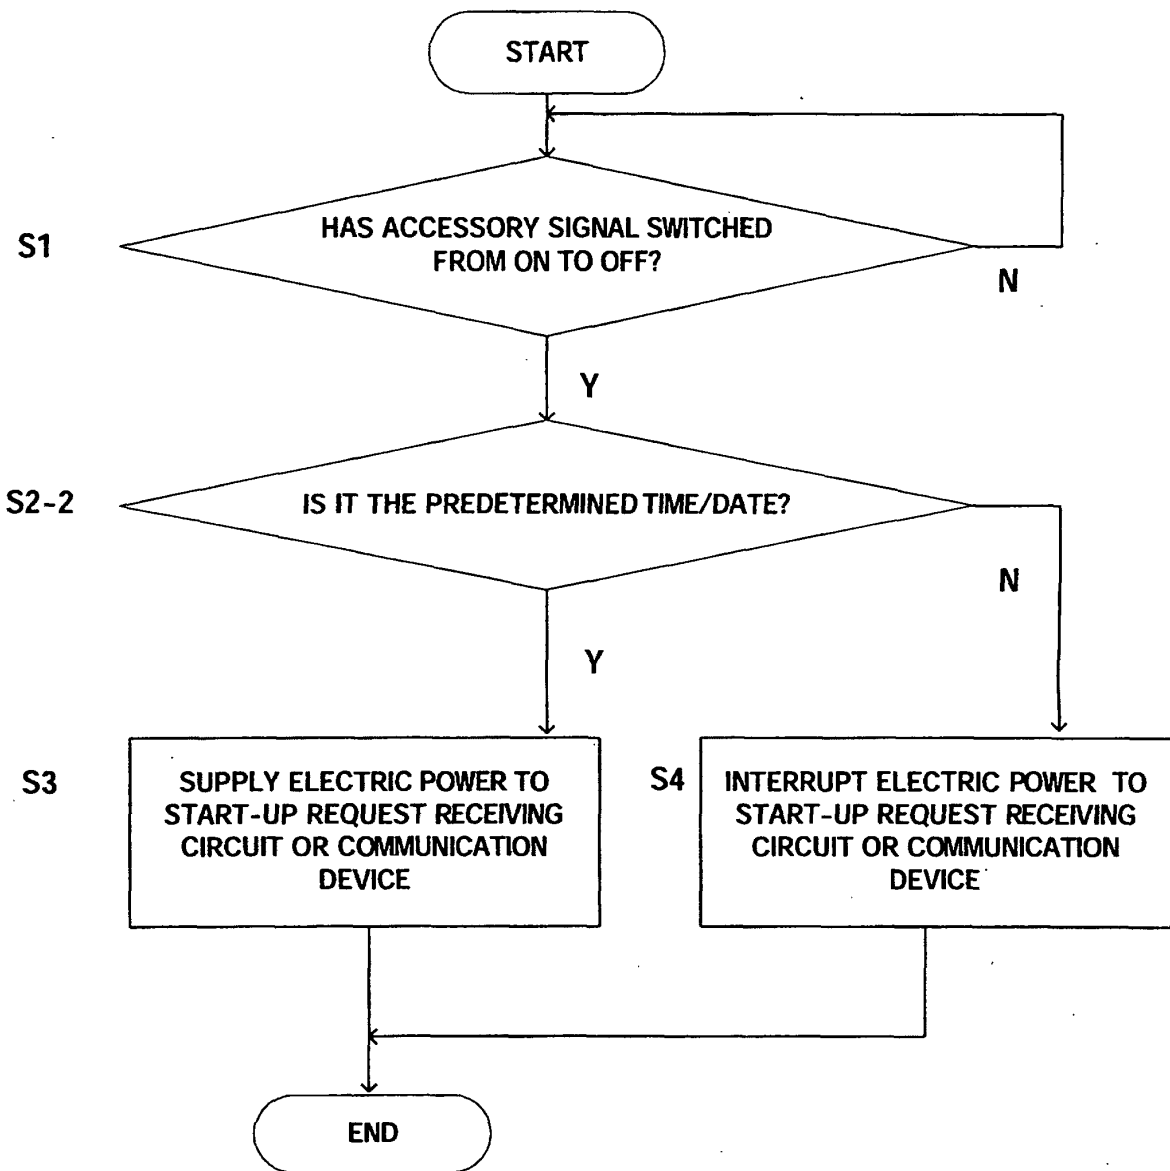 START
S1
HAS ACCESSORY SIGNAL SWITCHED
FROM ON TO OFF?
N
Y
S2-2
IS IT THE PREDETERMINED TIME/DATE?
N
Y
S3
SUPPLY ELECTRIC POWER TO
START-UP REQUEST RECEIVING
CIRCUIT OR COMMUNICATION
DEVICE
S4
INTERRUPT ELECTRIC POWER TO
START-UP REQUEST RECEIVING
CIRCUIT OR COMMUNICATION
DEVICE
END